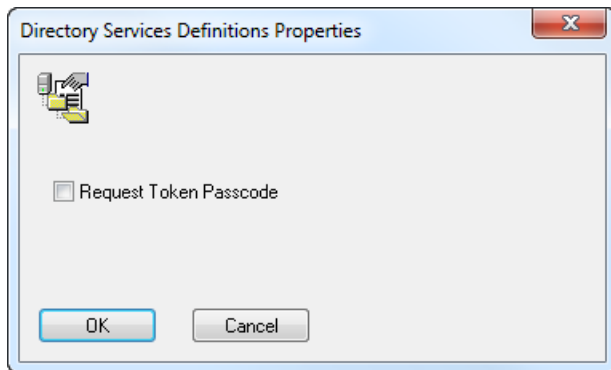 Directory Services Definitions Properties
Request Token Passcode
OK Cancel